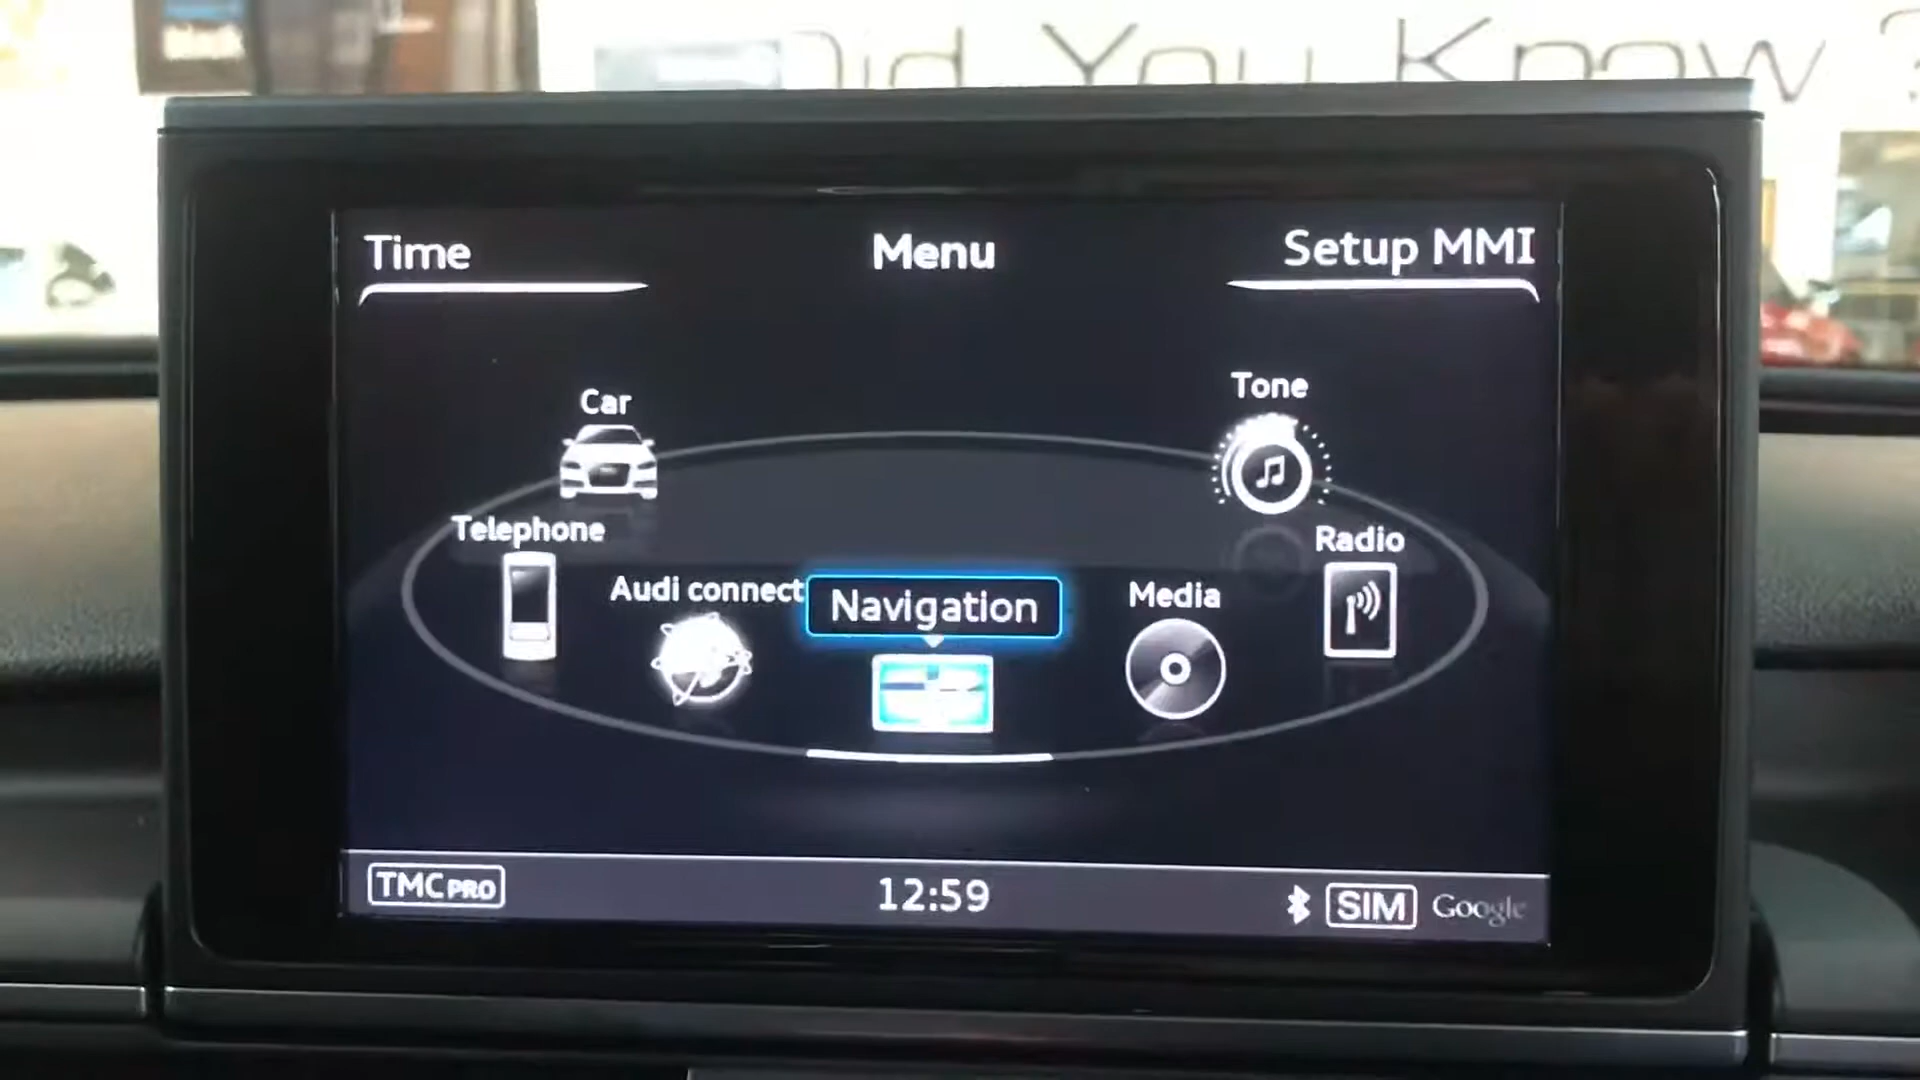 Did You Know ?
Time
Menu
Setup MMI
Car
Tone
Telephone
Radio
Audi connect
Navigation
Media
TMC PRO
12:59
SIM
Google